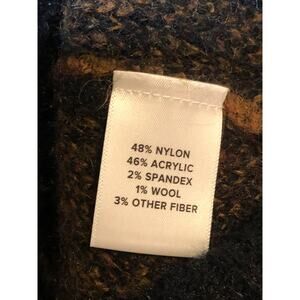 48% NYLON
46% ACRYLIC
2% SPANDEX
1% WOOL
3% OTHER FIBER